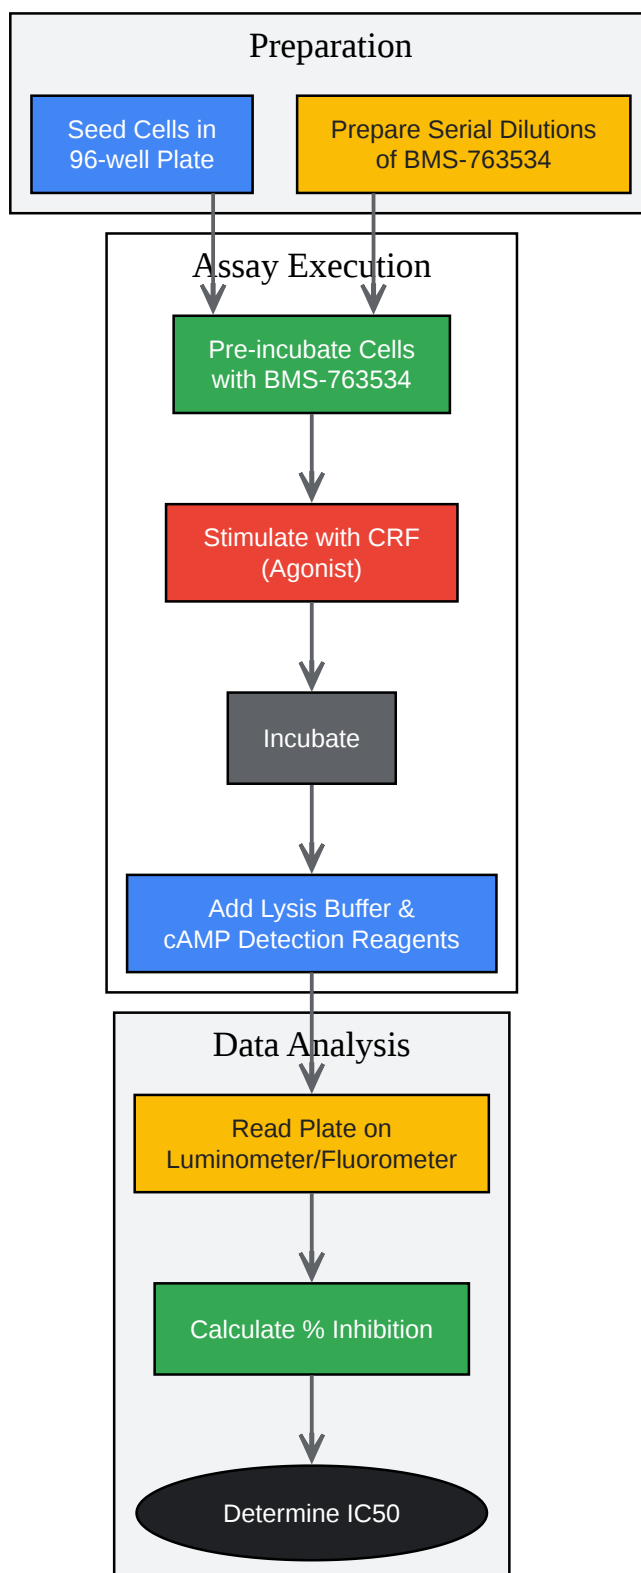 Preparation
Seed Cells in
96-well Plate
Prepare Serial Dilutions
of BMS-763534
Assay Execution
Pre-incubate Cells
with BMS-763534
Stimulate with CRF
(Agonist)
Incubate
Add Lysis Buffer &
cAMP Detection Reagents
Data Analysis
Read Plate on
Luminometer/Fluorometer
Calculate % Inhibition
Determine IC50